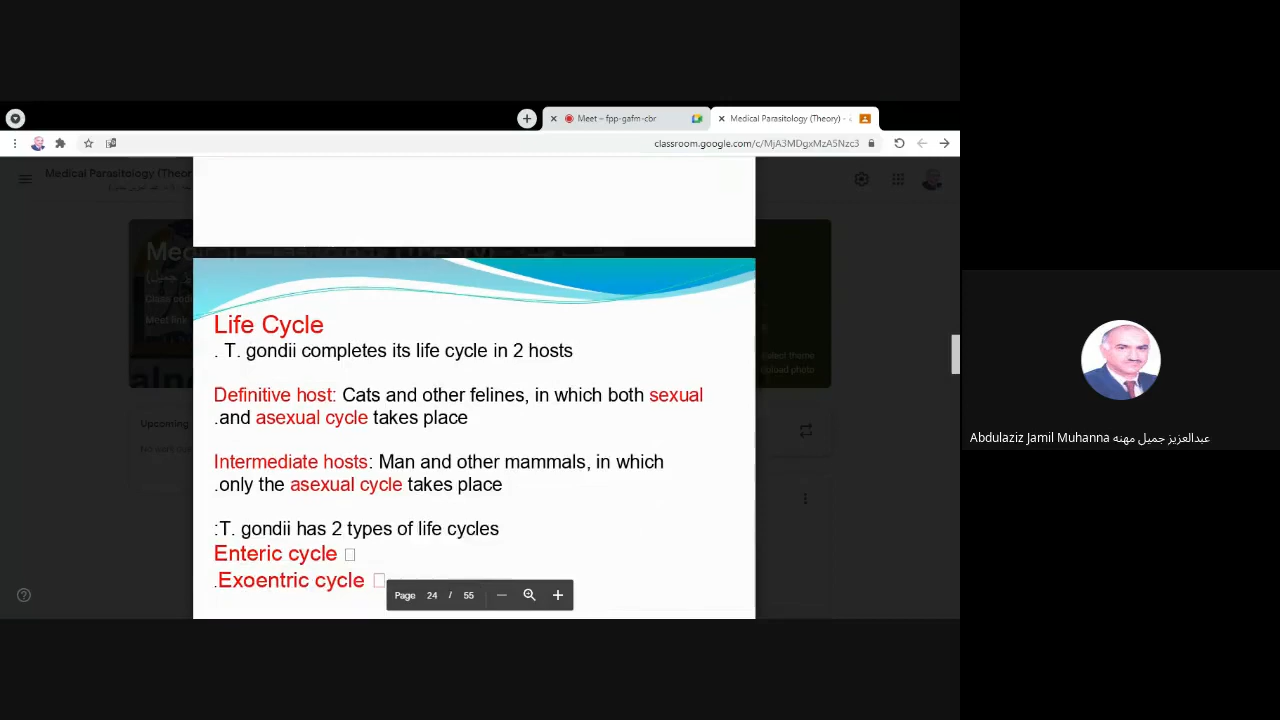 Meet – fpp-gafm-cbr
Medical Parasitology (Theory) -
classroom.google.com/c/MjA3MDgxMzA5Nzc3
Medical Parasitology (Theor
Life Cycle
. T. gondii completes its life cycle in 2 hosts
Definitive host: Cats and other felines, in which both sexual
.and asexual cycle takes place
Intermediate hosts: Man and other mammals, in which
.only the asexual cycle takes place
:T. gondii has 2 types of life cycles
Enteric cycle
.Exoentric cycle
Page 24 / 55
Upcoming
Abdulaziz Jamil Muhanna عبدالعزيز جميل مهنه